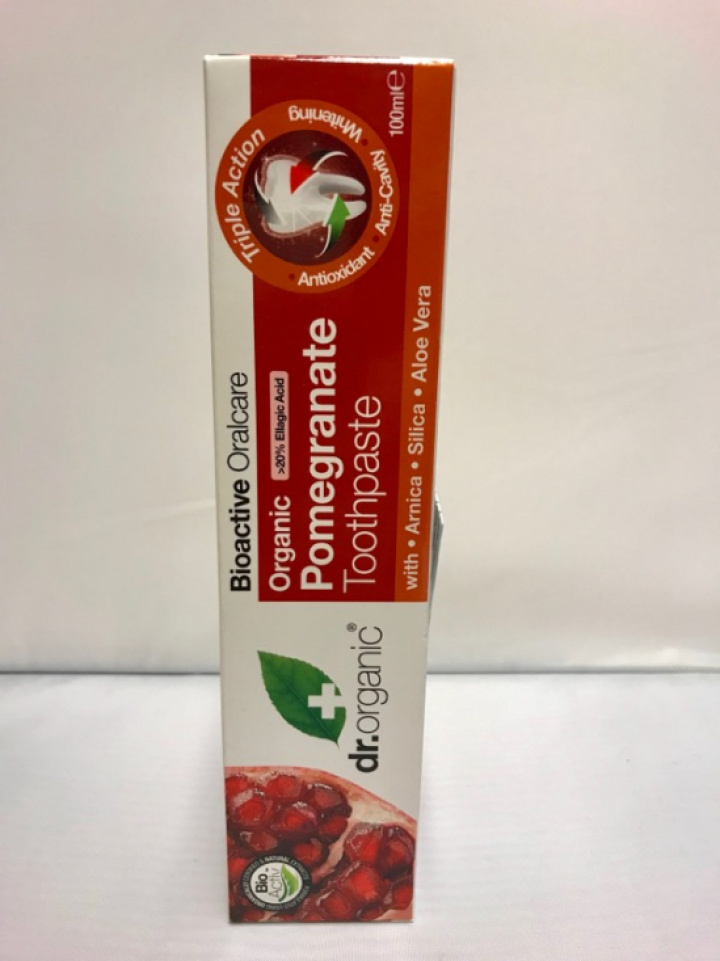 Bioactive Oralcare
Organic >20% Ellagic Acid
Pomegranate
Toothpaste
with • Arnica • Silica • Aloe Vera
100ml℮
Triple Action
Whitening • Anti-Cavity • Antioxidant •
dr.organic®
Bio
Activ